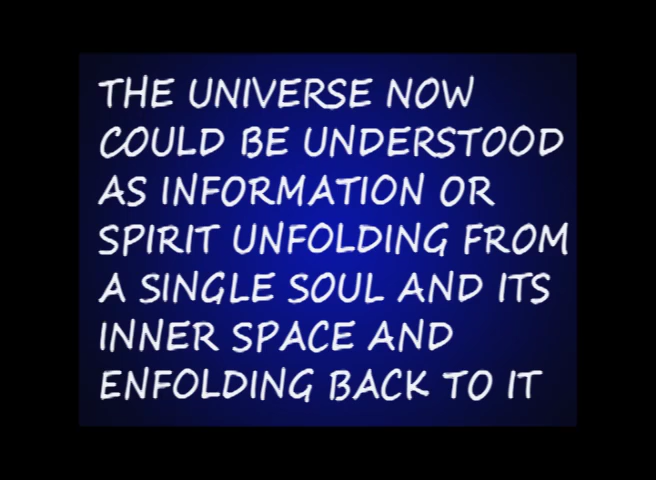 THE UNIVERSE NOW
COULD BE UNDERSTOOD
AS INFORMATION OR
SPIRIT UNFOLDING FROM
A SINGLE SOUL AND ITS
INNER SPACE AND
ENFOLDING BACK TO IT